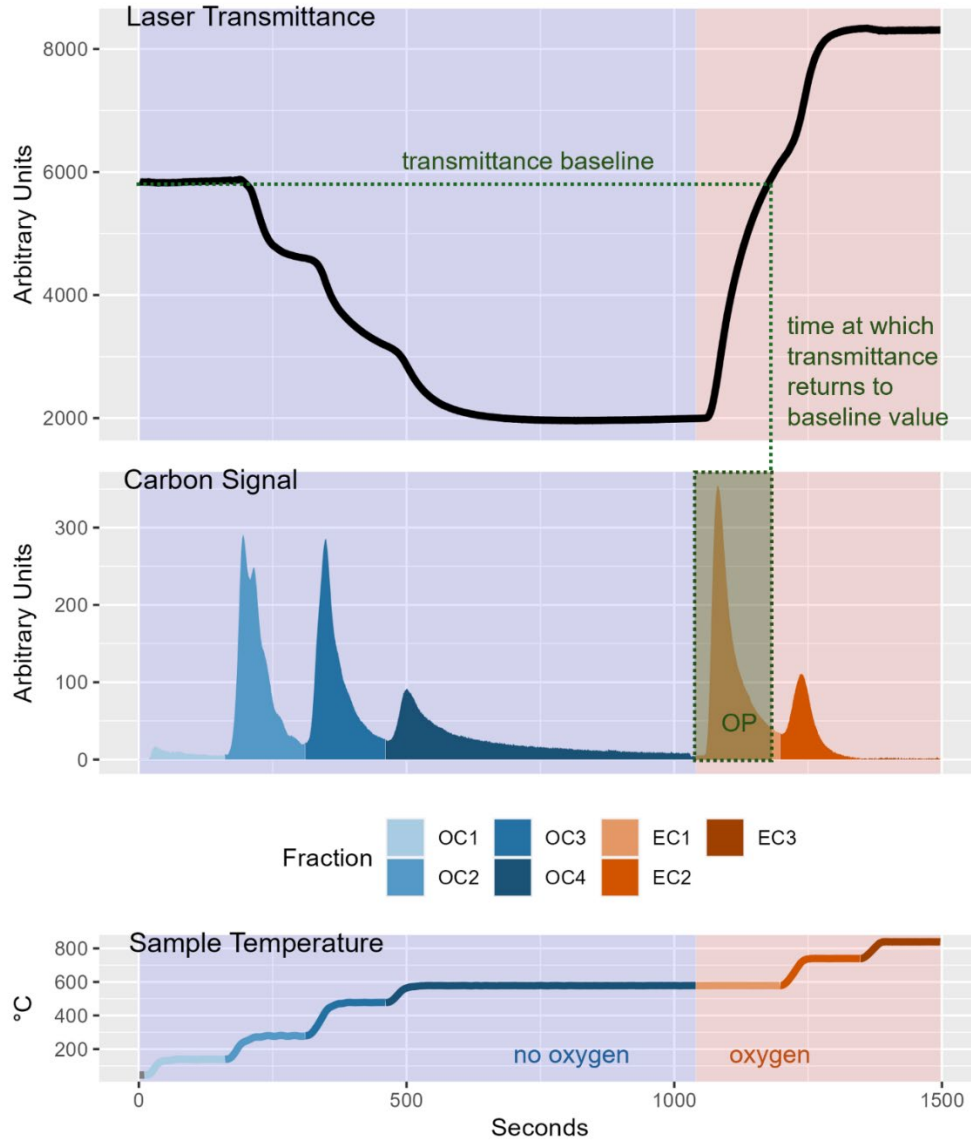 Laser Transmittance
8000
6000
4000
2000
Arbitrary Units
transmittance baseline
time at which
transmittance
returns to
baseline value
Carbon Signal
300
200
100
0
Arbitrary Units
OP
Fraction
OC1
OC3
EC1
EC3
OC2
OC4
EC2
Sample Temperature
800
600
400
200
°C
no oxygen
oxygen
0
500
1000
1500
Seconds